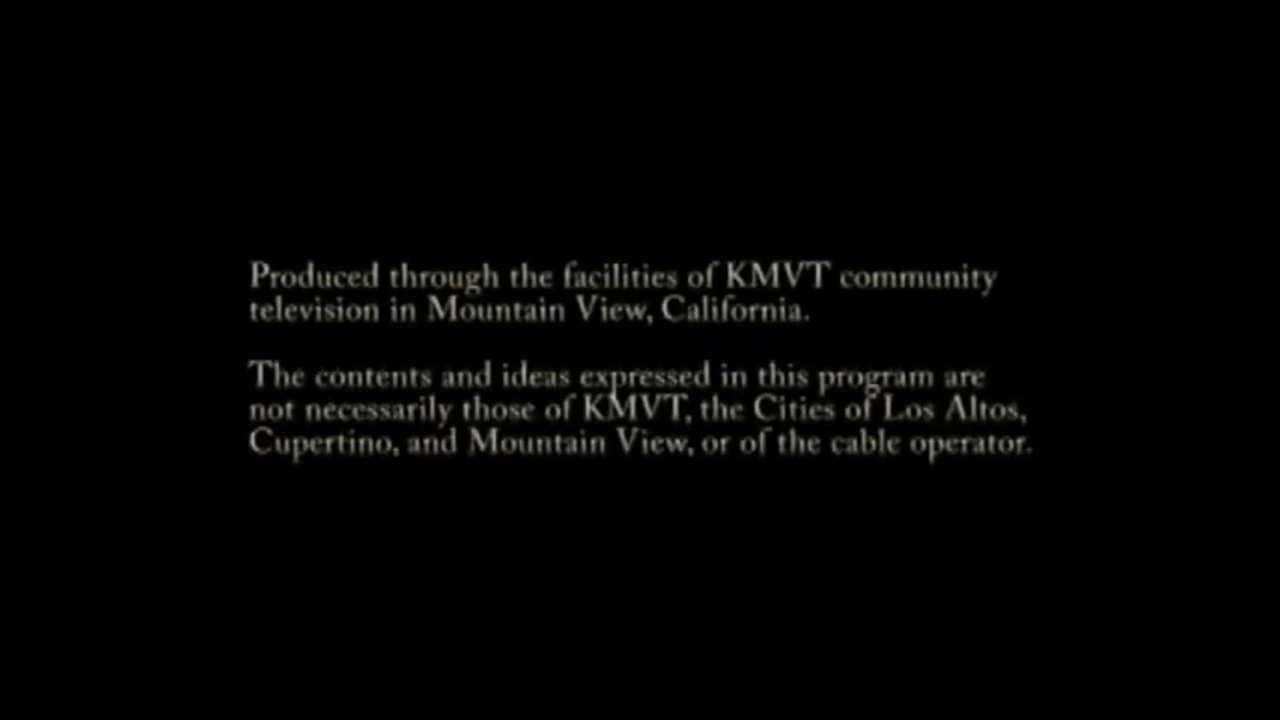 Produced through the facilities of KMVT community
television in Mountain View, California.
The contents and ideas expressed in this program are
not necessarily those of KMVT, the Cities of Los Altos,
Cupertino, and Mountain View, or of the cable operator.